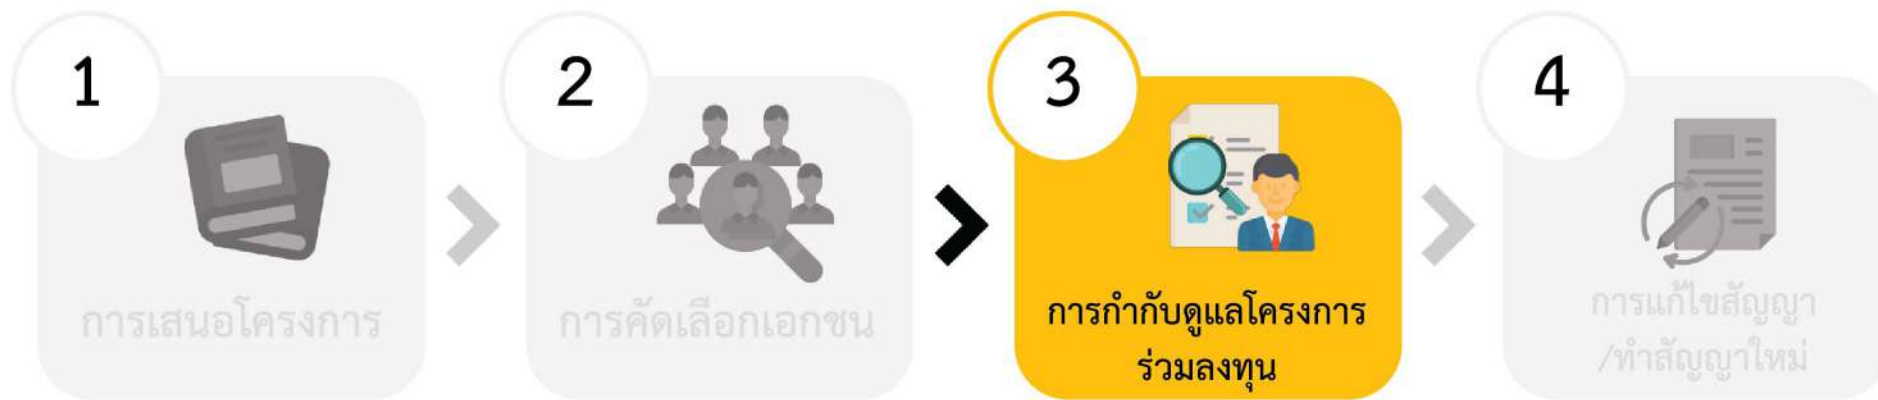 1
การเสนอโครงการ
2
การคัดเลือกเอกชน
3
การกำกับดูแลโครงการ
ร่วมลงทุน
4
การแก้ไขสัญญา
/ทำสัญญาใหม่